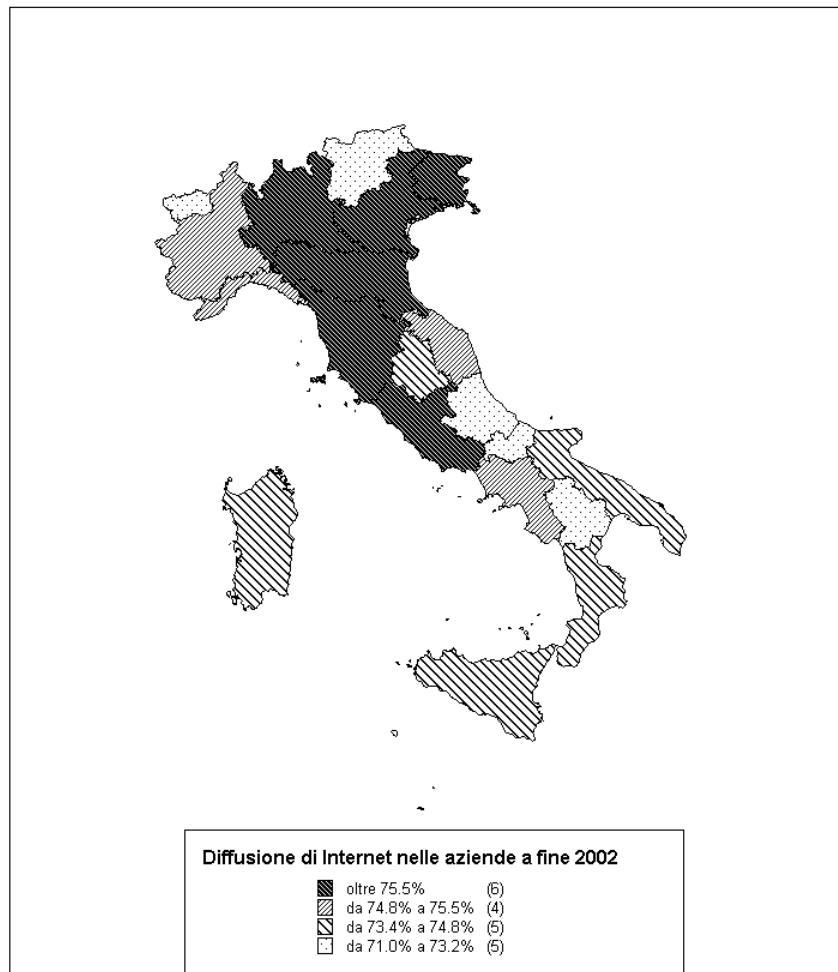 Diffusione di Internet nelle aziende a fine 2002
oltre 75.5% (6)
da 74.8% a 75.5% (4)
da 73.4% a 74.8% (5)
da 71.0% a 73.2% (5)